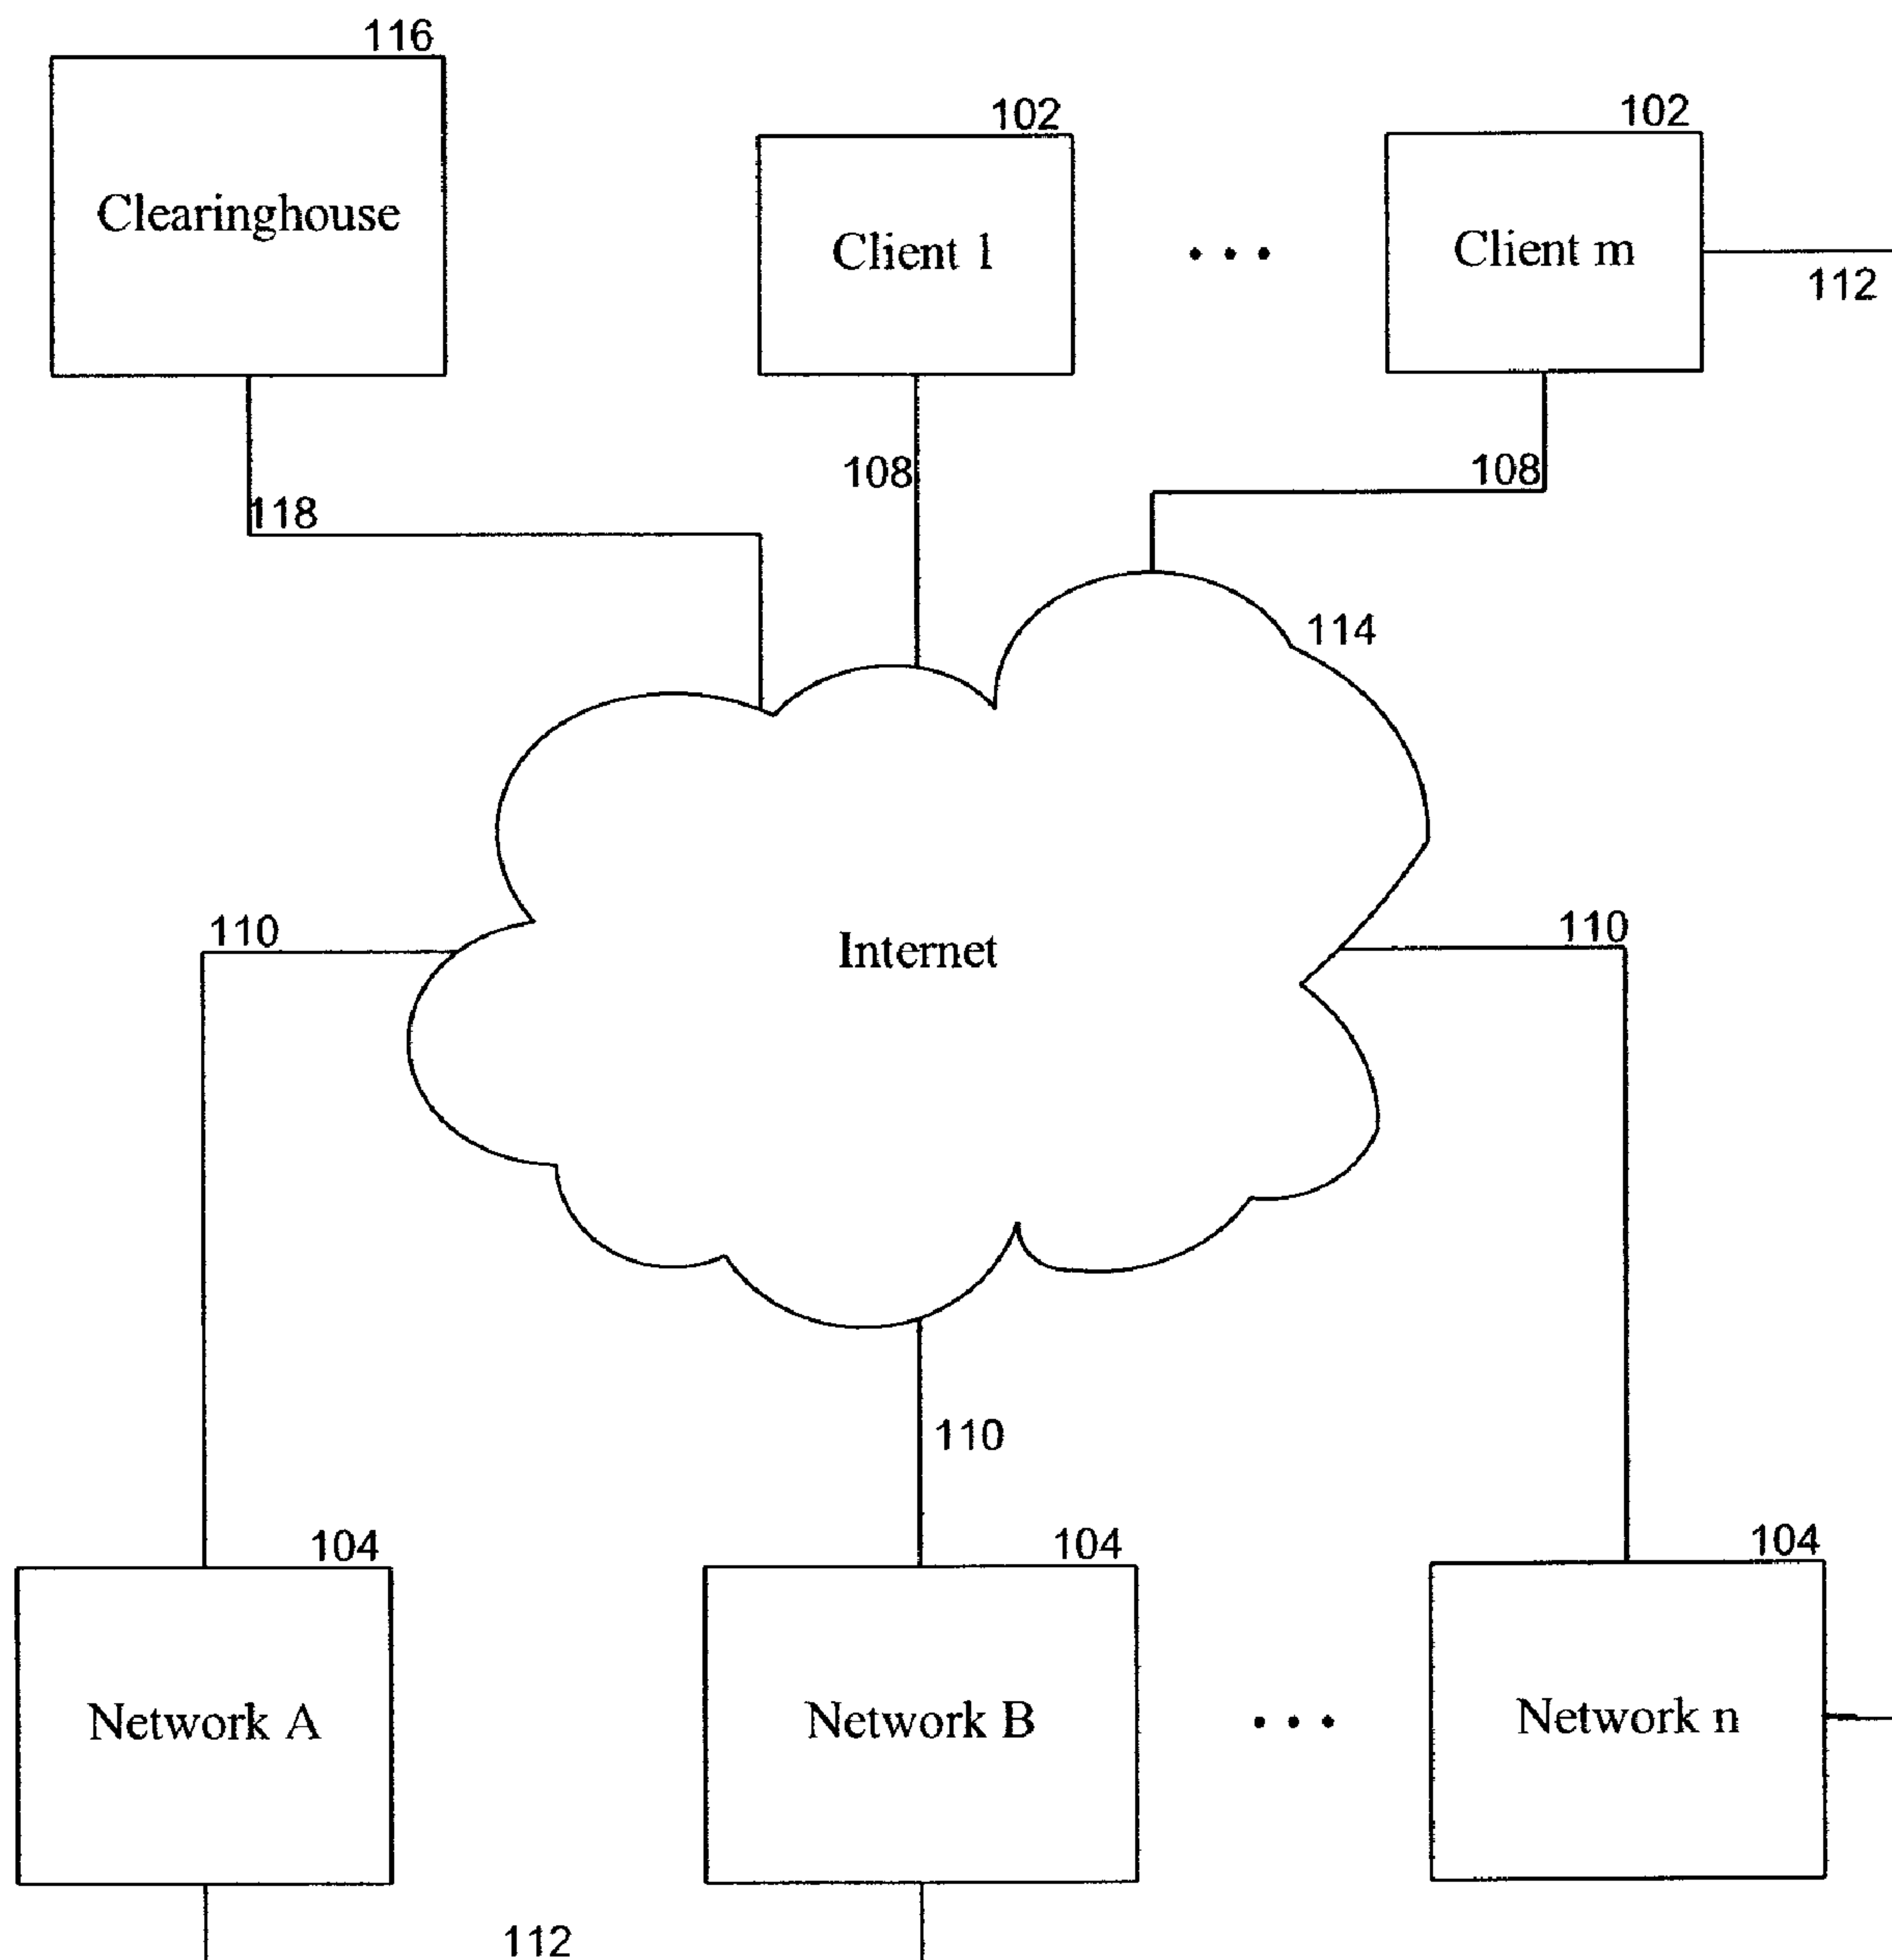 116
102
102
Clearinghouse
Client 1
• • •
Client m
112
108
108
118
114
110
Internet
110
110
104
104
104
Network A
Network B
• • •
Network n
112